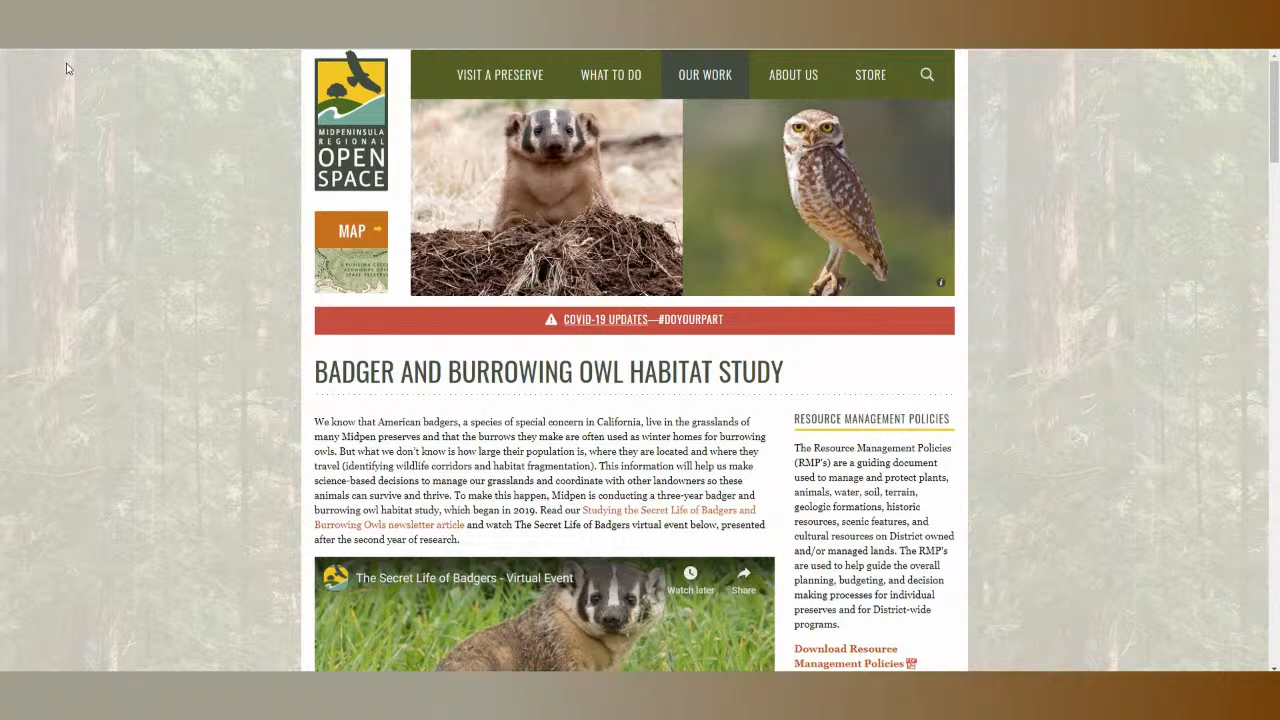 VISIT A PRESERVE
WHAT TO DO
OUR WORK
ABOUT US
STORE
MIDPENINSULA
REGIONAL
OPEN
SPACE
MAP
COVID-19 UPDATES—#DOYOURPART
BADGER AND BURROWING OWL HABITAT STUDY
We know that American badgers, a species of special concern in California, live in the grasslands of
many Midpen preserves and that the burrows they make are often used as winter homes for burrowing
owls. But what we don't know is how large their population is, where they are located and where they
travel (identifying wildlife corridors and habitat fragmentation). This information will help us make
science-based decisions to manage our grasslands and coordinate with other landowners so these
animals can survive and thrive. To make this happen, Midpen is conducting a three-year badger and
burrowing owl habitat study, which began in 2019. Read our Studying the Secret Life of Badgers and
Burrowing Owls newsletter article and watch The Secret Life of Badgers virtual event below, presented
after the second year of research.
The Secret Life of Badgers - Virtual Event
Watch later
Share
RESOURCE MANAGEMENT POLICIES
The Resource Management Policies
(RMP's) are a guiding document
used to manage and protect plants,
animals, water, soil, terrain,
geologic formations, historic
resources, scenic features, and
cultural resources on District owned
and/or managed lands. The RMP's
are used to help guide the overall
planning, budgeting, and decision
making processes for individual
preserves and for District-wide
programs.
Download Resource
Management Policies